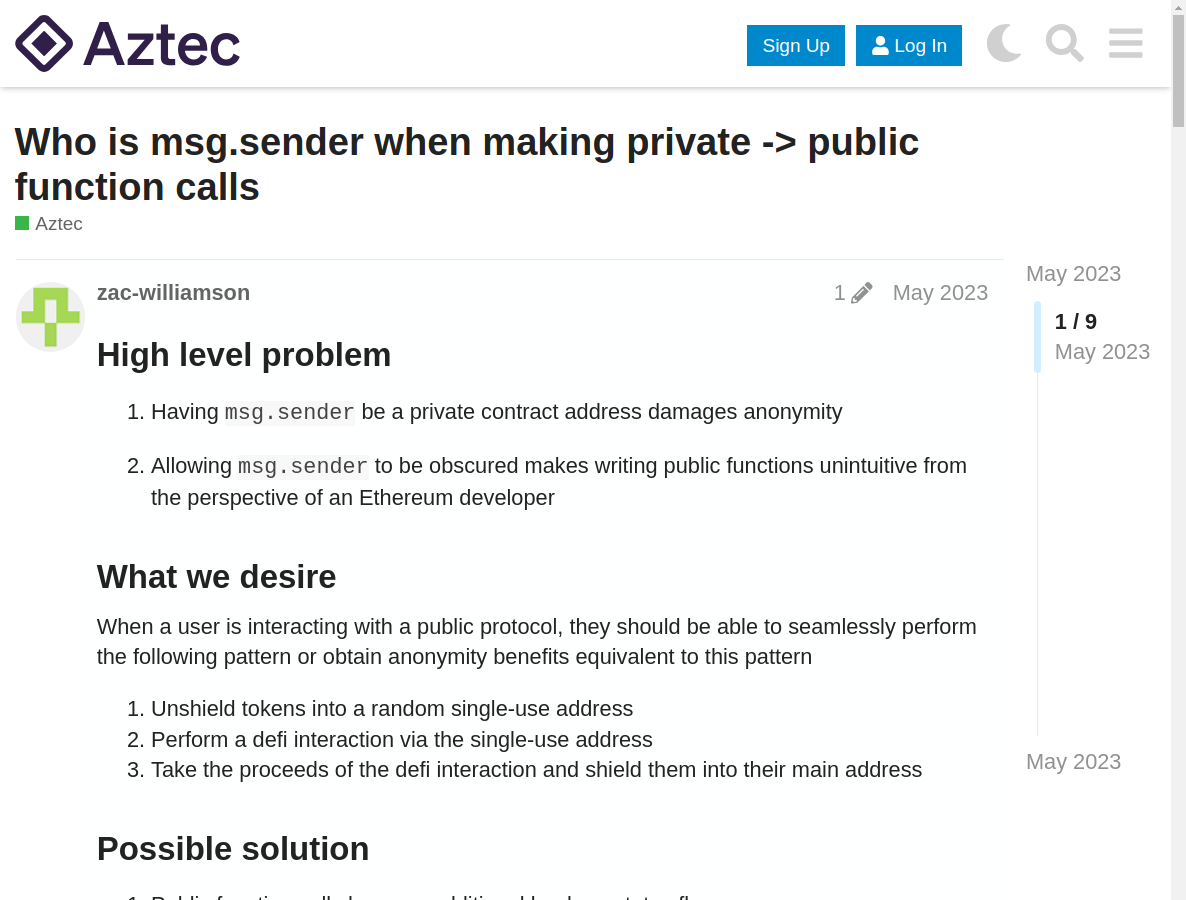 Aztec
Sign Up
Log In
Who is msg.sender when making private -> public
function calls
Aztec
zac-williamson
1
May 2023
High level problem
1. Having msg.sender be a private contract address damages anonymity
2. Allowing msg.sender to be obscured makes writing public functions unintuitive from
the perspective of an Ethereum developer
What we desire
When a user is interacting with a public protocol, they should be able to seamlessly perform
the following pattern or obtain anonymity benefits equivalent to this pattern
1. Unshield tokens into a random single-use address
2. Perform a defi interaction via the single-use address
3. Take the proceeds of the defi interaction and shield them into their main address
Possible solution
May 2023
1 / 9
May 2023
May 2023